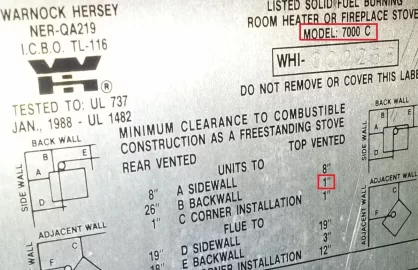 WARNOCK HERSEY
NER-QA219
I.C.B.O. TL-116
WH®
TESTED TO: UL 737
JAN., 1988 - UL 1482
LISTED SOLID FUEL BURNING
ROOM HEATER OR FIREPLACE STOVE
MODEL: 7000 C
WHI-
DO NOT REMOVE OR COVER THIS LABE
MINIMUM CLEARANCE TO COMBUSTIBLE
CONSTRUCTION AS A FREESTANDING STOVE
REAR VENTED TOP VENTED
UNITS TO
8" A SIDEWALL 8"
26" B BACKWALL 1"
C CORNER INSTALLATION 1"
FLUE TO
19" D SIDEWALL 19"
E BACKWALL 3"
CORNER INSTALLATION 12"
BACK WALL
SIDE WALL
B E
A
D
ADJACENT WALL
F
BACK WALL
B E
A
D
ADJACENT WALL
C